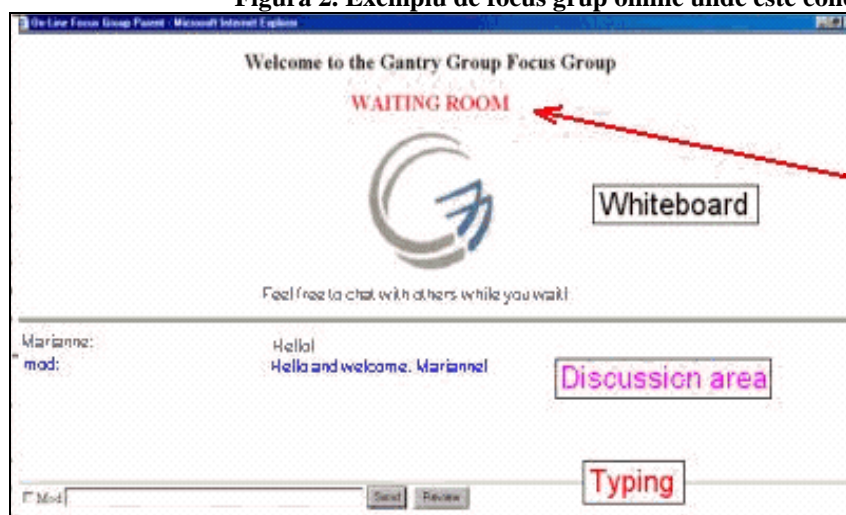 Figura 2. Exemplu de focus grup online unde este
On-Line Focus Group Parent - Microsoft Internet Explorer
Welcome to the Gantry Group Focus Group
WAITING ROOM
Whiteboard
Feel free to chat with others while you wait!
Marianne: Hello!
mod: Hello and welcome, Marianne!
Discussion area
Typing
Mod Send Review